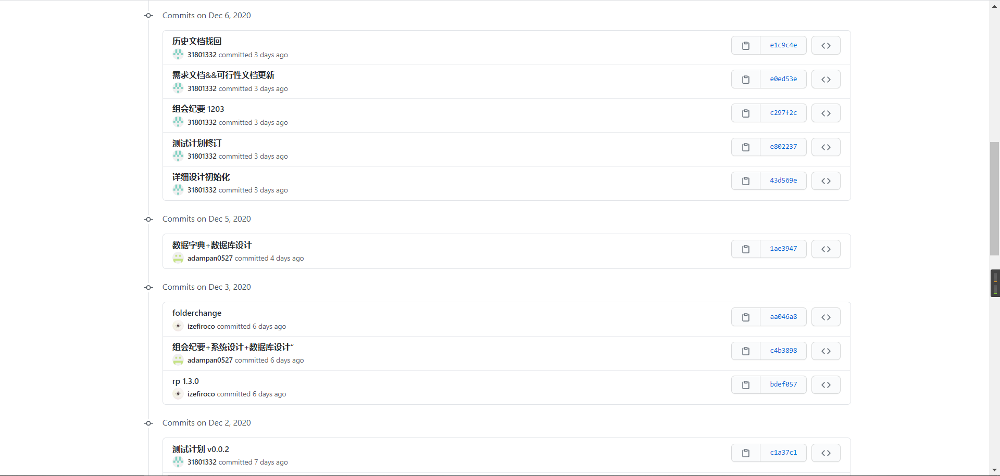 Commits on Dec 6, 2020
历史文档找回
31801332 committed 3 days ago
e1c9c4e
需求文档&&可行性文档更新
31801332 committed 3 days ago
e0ed53e
组会纪要 1203
31801332 committed 3 days ago
c297f2c
测试计划修订
31801332 committed 3 days ago
e802237
详细设计初始化
31801332 committed 3 days ago
43d569e
Commits on Dec 5, 2020
数据字典+数据库设计
adampan0527 committed 4 days ago
1ae3947
Commits on Dec 3, 2020
folderchange
izefiroco committed 6 days ago
aa046a8
组会纪要+系统设计+数据库设计“
adampan0527 committed 6 days ago
c4b3898
rp 1.3.0
izefiroco committed 6 days ago
bdef057
Commits on Dec 2, 2020
测试计划 v0.0.2
31801332 committed 7 days ago
c1a37c1